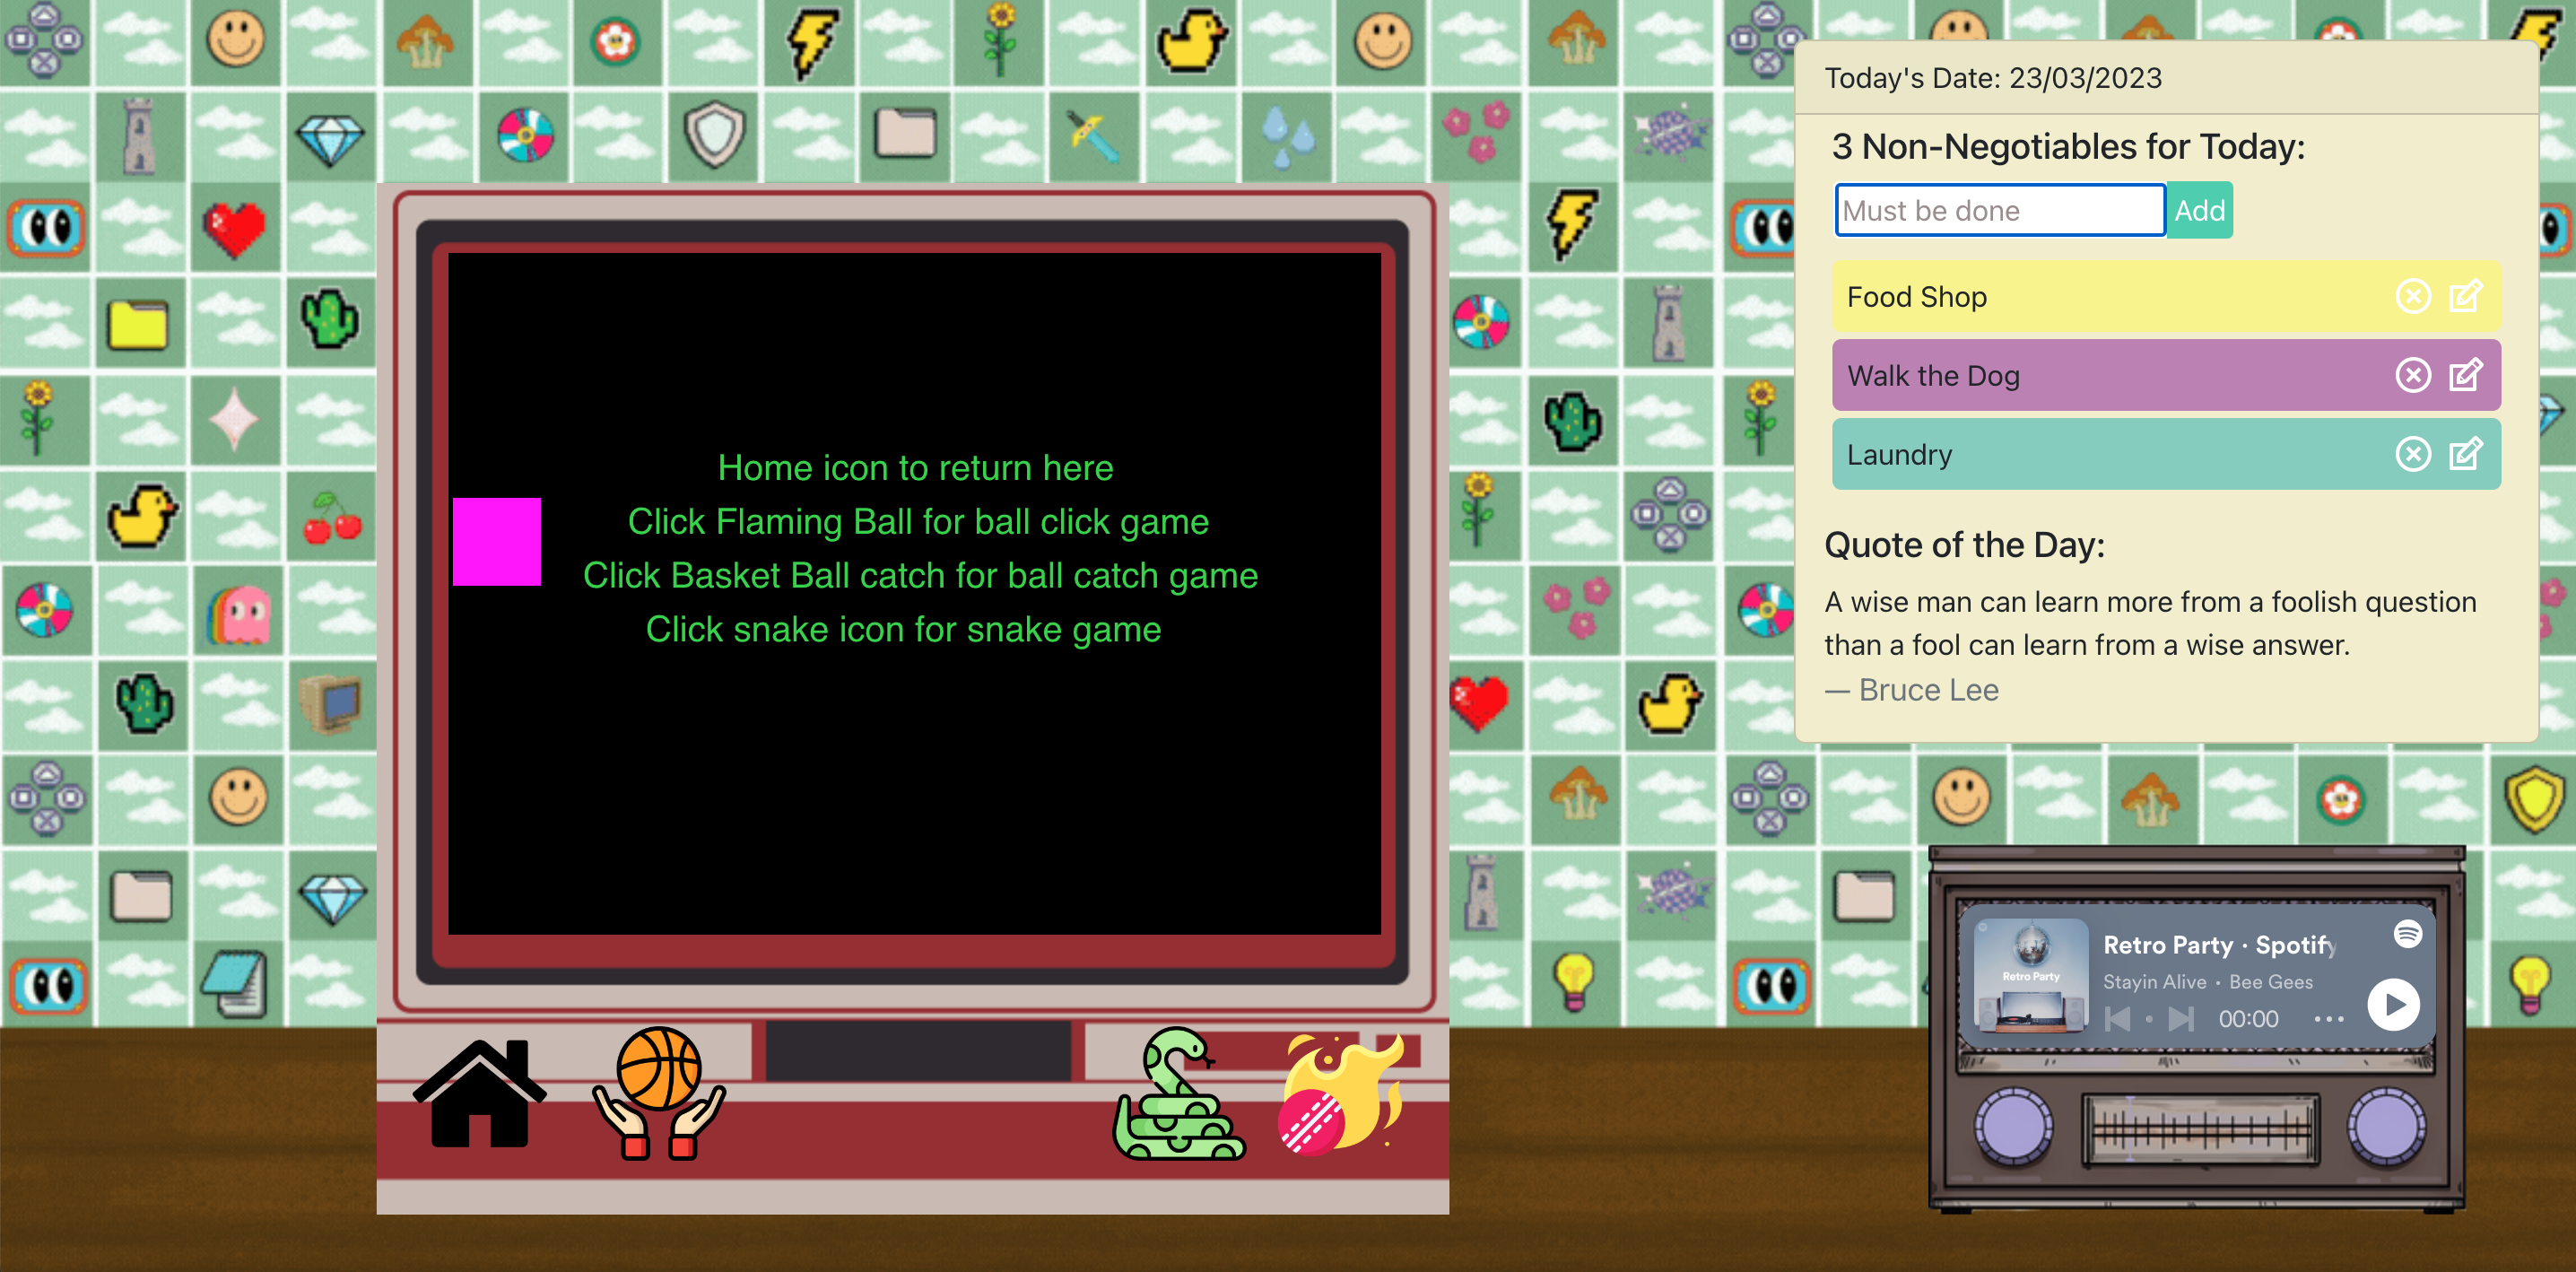 Today's Date: 23/03/2023
3 Non-Negotiables for Today:
Must be done
Add
Food Shop
Walk the Dog
Laundry
Quote of the Day:
A wise man can learn more from a foolish question
than a fool can learn from a wise answer.
— Bruce Lee
Home icon to return here
Click Flaming Ball for ball click game
Click Basket Ball catch for ball catch game
Click snake icon for snake game
Retro Party
Retro Party · Spotify
Stayin Alive • Bee Gees
00:00